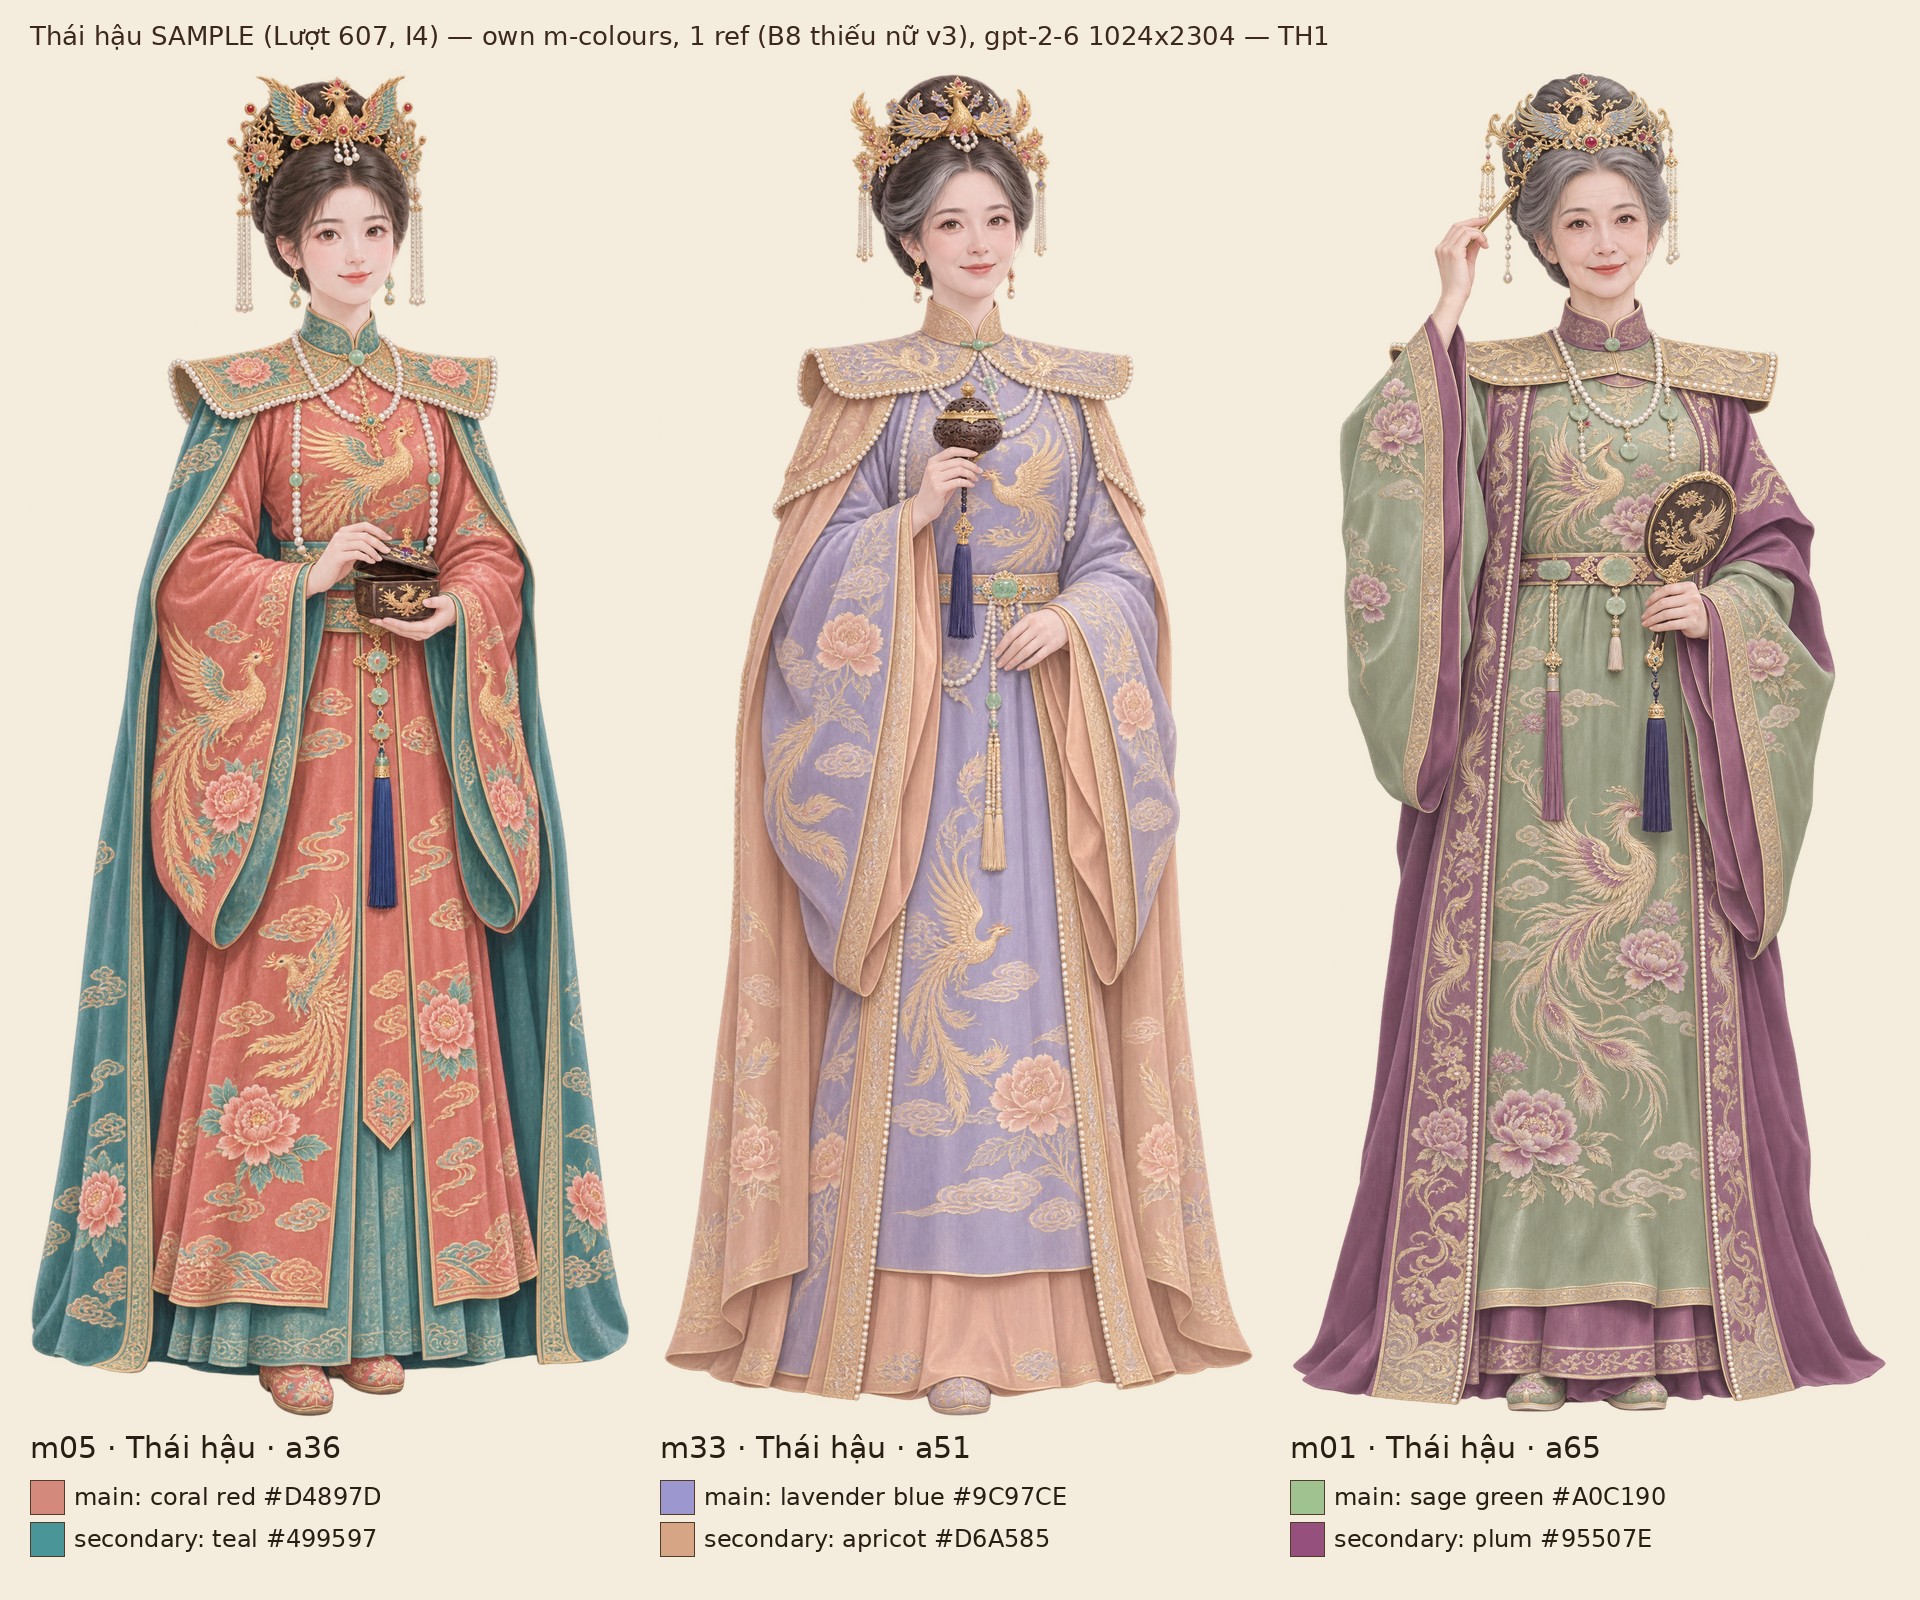 Thái hậu SAMPLE (Lượt 607, I4) — own m-colours, 1 ref (B8 thiếu nữ v3), gpt-2-6 1024x2304 — TH1
m05 · Thái hậu · a36
main: coral red #D4897D
secondary: teal #499597
m33 · Thái hậu · a51
main: lavender blue #9C97CE
secondary: apricot #D6A585
m01 · Thái hậu · a65
main: sage green #A0C190
secondary: plum #95507E